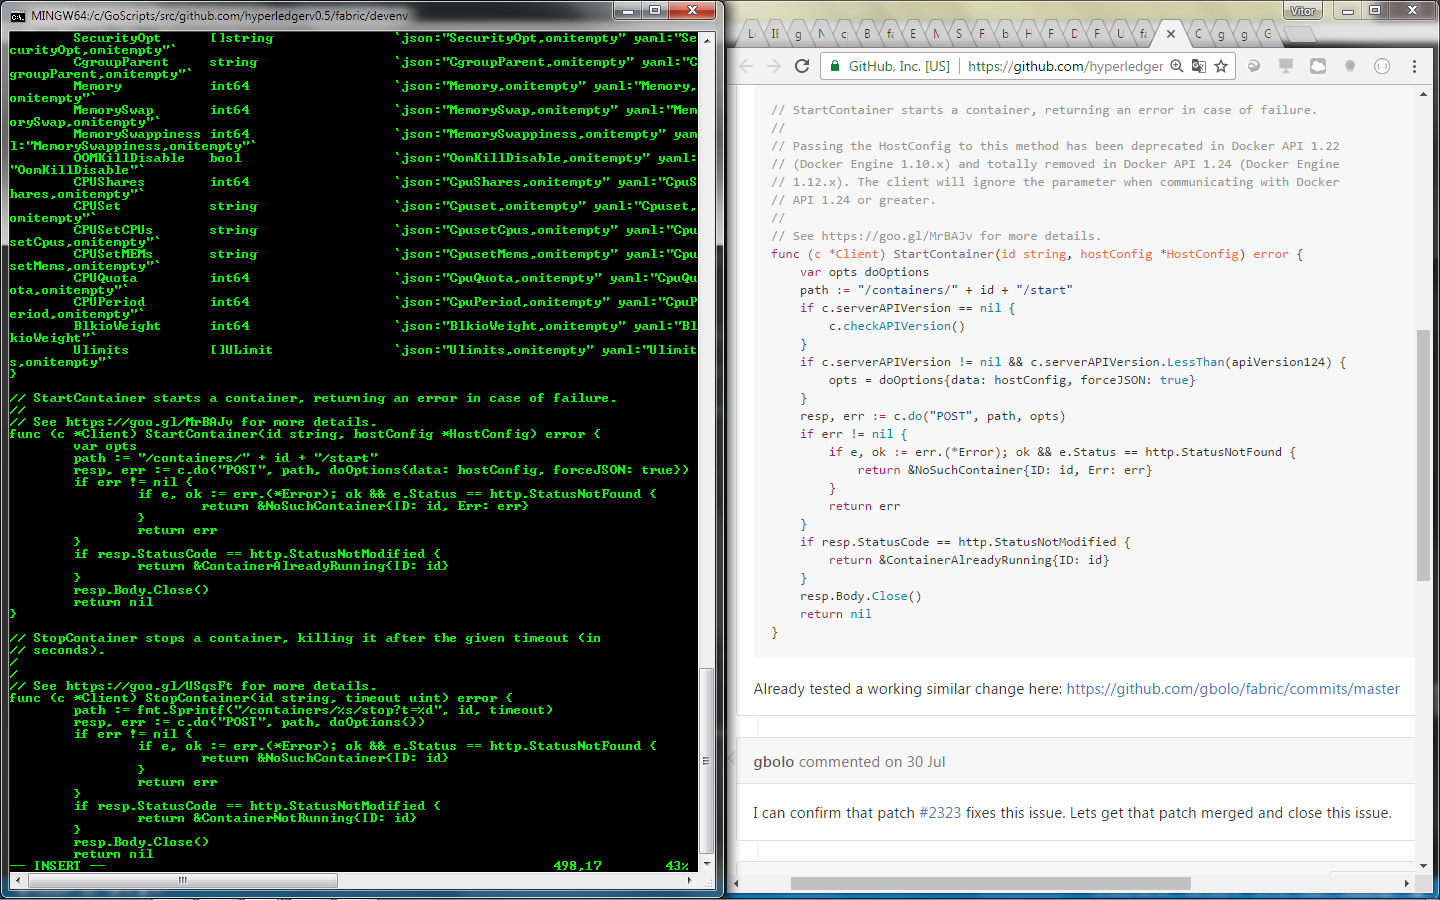 MINGW64:/c/GoScripts/src/github.com/hyperledgerv0.5/fabric/devenv
        SecurityOpt      []string               `json:"SecurityOpt,omitempty" yaml:"Se
curityOpt,omitempty"`
        CgroupParent     string                 `json:"CgroupParent,omitempty" yaml:"C
groupParent,omitempty"`
        Memory           int64                  `json:"Memory,omitempty" yaml:"Memory,
omitempty"`
        MemorySwap       int64                  `json:"MemorySwap,omitempty" yaml:"Mem
orySwap,omitempty"`
        MemorySwappiness int64                  `json:"MemorySwappiness,omitempty" yam
l:"MemorySwappiness,omitempty"`
        OOMKillDisable   bool                   `json:"OomKillDisable,omitempty" yaml:
"OomKillDisable"`
        CPUShares        int64                  `json:"CpuShares,omitempty" yaml:"CpuS
hares,omitempty"`
        CPUSet           string                 `json:"Cpuset,omitempty" yaml:"Cpuset,
omitempty"`
        CPUSetCPUs       string                 `json:"CpusetCpus,omitempty" yaml:"Cpu
setCpus,omitempty"`
        CPUSetMEMs       string                 `json:"CpusetMems,omitempty" yaml:"Cpu
setMems,omitempty"`
        CPUQuota         int64                  `json:"CpuQuota,omitempty" yaml:"CpuQu
ota,omitempty"`
        CPUPeriod        int64                  `json:"CpuPeriod,omitempty" yaml:"CpuP
eriod,omitempty"`
        BlkioWeight      int64                  `json:"BlkioWeight,omitempty" yaml:"Bl
kioWeight"`
        Ulimits          []ULimit               `json:"Ulimits,omitempty" yaml:"Ulimit
s,omitempty"`
}
// StartContainer starts a container, returning an error in case of failure.
//
// See https://goo.gl/MrBAJv for more details.
func (c *Client) StartContainer(id string, hostConfig *HostConfig) error {
        var opts
        path := "/containers/" + id + "/start"
        resp, err := c.do("POST", path, doOptions{data: hostConfig, forceJSON: true})
        if err != nil {
                if e, ok := err.(*Error); ok && e.Status == http.StatusNotFound {
                        return &NoSuchContainer{ID: id, Err: err}
                }
                return err
        }
        if resp.StatusCode == http.StatusNotModified {
                return &ContainerAlreadyRunning{ID: id}
        }
        resp.Body.Close()
        return nil
}
// StopContainer stops a container, killing it after the given timeout (in
// seconds).
/
/
// See https://goo.gl/USqsFt for more details.
func (c *Client) StopContainer(id string, timeout uint) error {
        path := fmt.Sprintf("/containers/%s/stop?t=%d", id, timeout)
        resp, err := c.do("POST", path, doOptions{})
        if err != nil {
                if e, ok := err.(*Error); ok && e.Status == http.StatusNotFound {
                        return &NoSuchContainer{ID: id}
                }
                return err
        }
        if resp.StatusCode == http.StatusNotModified {
                return &ContainerNotRunning{ID: id}
        }
        resp.Body.Close()
        return nil
-- INSERT --                                                        498,17        43%
Vitor
GitHub, Inc. [US] | https://github.com/hyperledger
// StartContainer starts a container, returning an error in case of failure.
//
// Passing the HostConfig to this method has been deprecated in Docker API 1.22
// (Docker Engine 1.10.x) and totally removed in Docker API 1.24 (Docker Engine
// 1.12.x). The client will ignore the parameter when communicating with Docker
// API 1.24 or greater.
//
// See https://goo.gl/MrBAJv for more details.
func (c *Client) StartContainer(id string, hostConfig *HostConfig) error {
    var opts doOptions
    path := "/containers/" + id + "/start"
    if c.serverAPIVersion == nil {
        c.checkAPIVersion()
    }
    if c.serverAPIVersion != nil && c.serverAPIVersion.LessThan(apiVersion124) {
        opts = doOptions{data: hostConfig, forceJSON: true}
    }
    resp, err := c.do("POST", path, opts)
    if err != nil {
        if e, ok := err.(*Error); ok && e.Status == http.StatusNotFound {
            return &NoSuchContainer{ID: id, Err: err}
        }
        return err
    }
    if resp.StatusCode == http.StatusNotModified {
        return &ContainerAlreadyRunning{ID: id}
    }
    resp.Body.Close()
    return nil
}
Already tested a working similar change here: https://github.com/gbolo/fabric/commits/master
gbolo commented on 30 Jul
I can confirm that patch #2323 fixes this issue. Lets get that patch merged and close this issue.